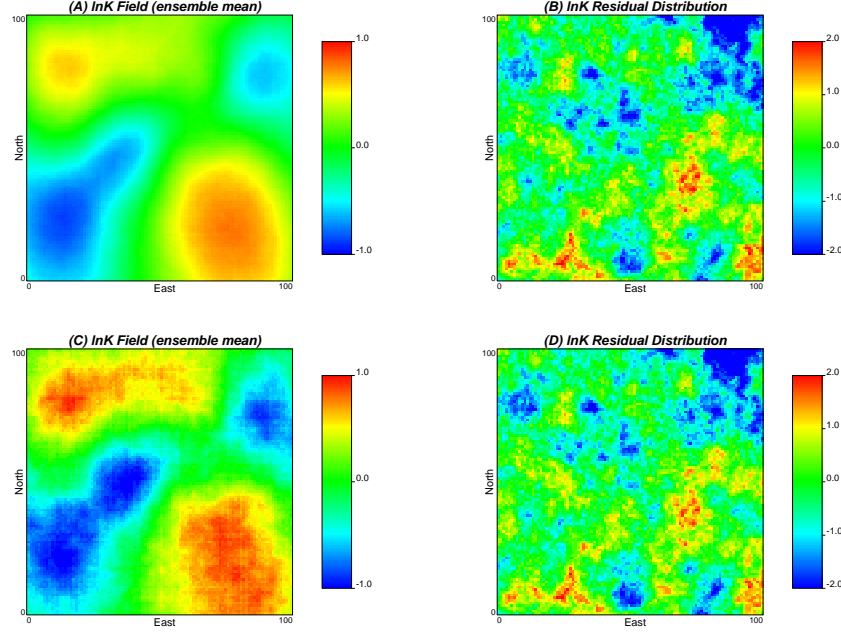 (A) lnK Field (ensemble mean)
100
North
0
0
East
100
1.0
0.0
-1.0
(B) lnK Residual Distribution
100
North
0
0
East
100
2.0
1.0
0.0
-1.0
-2.0
(C) lnK Field (ensemble mean)
100
North
0
0
East
100
1.0
0.0
-1.0
(D) lnK Residual Distribution
100
North
0
0
East
100
2.0
1.0
0.0
-1.0
-2.0